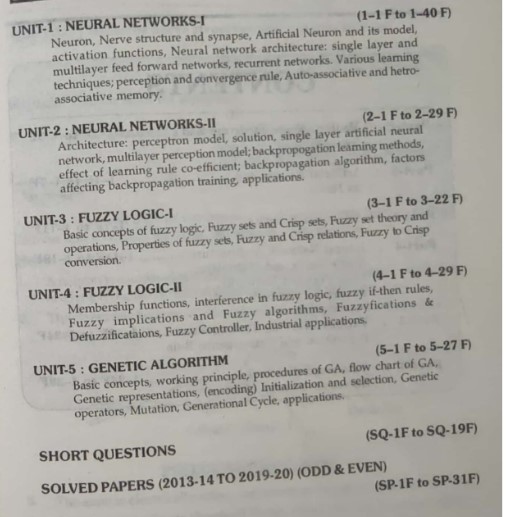 UNIT-1 : NEURAL NETWORKS-I (1–1 F to 1–40 F)
Neuron, Nerve structure and synapse, Artificial Neuron and its model,
activation functions, Neural network architecture: single layer and
multilayer feed forward networks, recurrent networks. Various learning
techniques; perception and convergence rule, Auto-associative and hetro-
associative memory.
UNIT-2 : NEURAL NETWORKS-II (2–1 F to 2–29 F)
Architecture: perceptron model, solution, single layer artificial neural
network, multilayer perception model; backpropogation learning methods,
effect of learning rule co-efficient; backpropagation algorithm, factors
affecting backpropagation training, applications.
UNIT-3 : FUZZY LOGIC-I (3–1 F to 3–22 F)
Basic concepts of fuzzy logic, Fuzzy sets and Crisp sets, Fuzzy set theory and
operations, Properties of fuzzy sets, Fuzzy and Crisp relations, Fuzzy to Crisp
conversion.
UNIT-4 : FUZZY LOGIC-II (4–1 F to 4–29 F)
Membership functions, interference in fuzzy logic, fuzzy if-then rules,
Fuzzy implications and Fuzzy algorithms, Fuzzyfications &
Defuzzificataions, Fuzzy Controller, Industrial applications.
UNIT-5 : GENETIC ALGORITHM (5–1 F to 5–27 F)
Basic concepts, working principle, procedures of GA, flow chart of GA,
Genetic representations, (encoding) Initialization and selection, Genetic
operators, Mutation, Generational Cycle, applications.
SHORT QUESTIONS (SQ-1F to SQ-19F)
SOLVED PAPERS (2013-14 TO 2019-20) (ODD & EVEN)
(SP-1F to SP-31F)